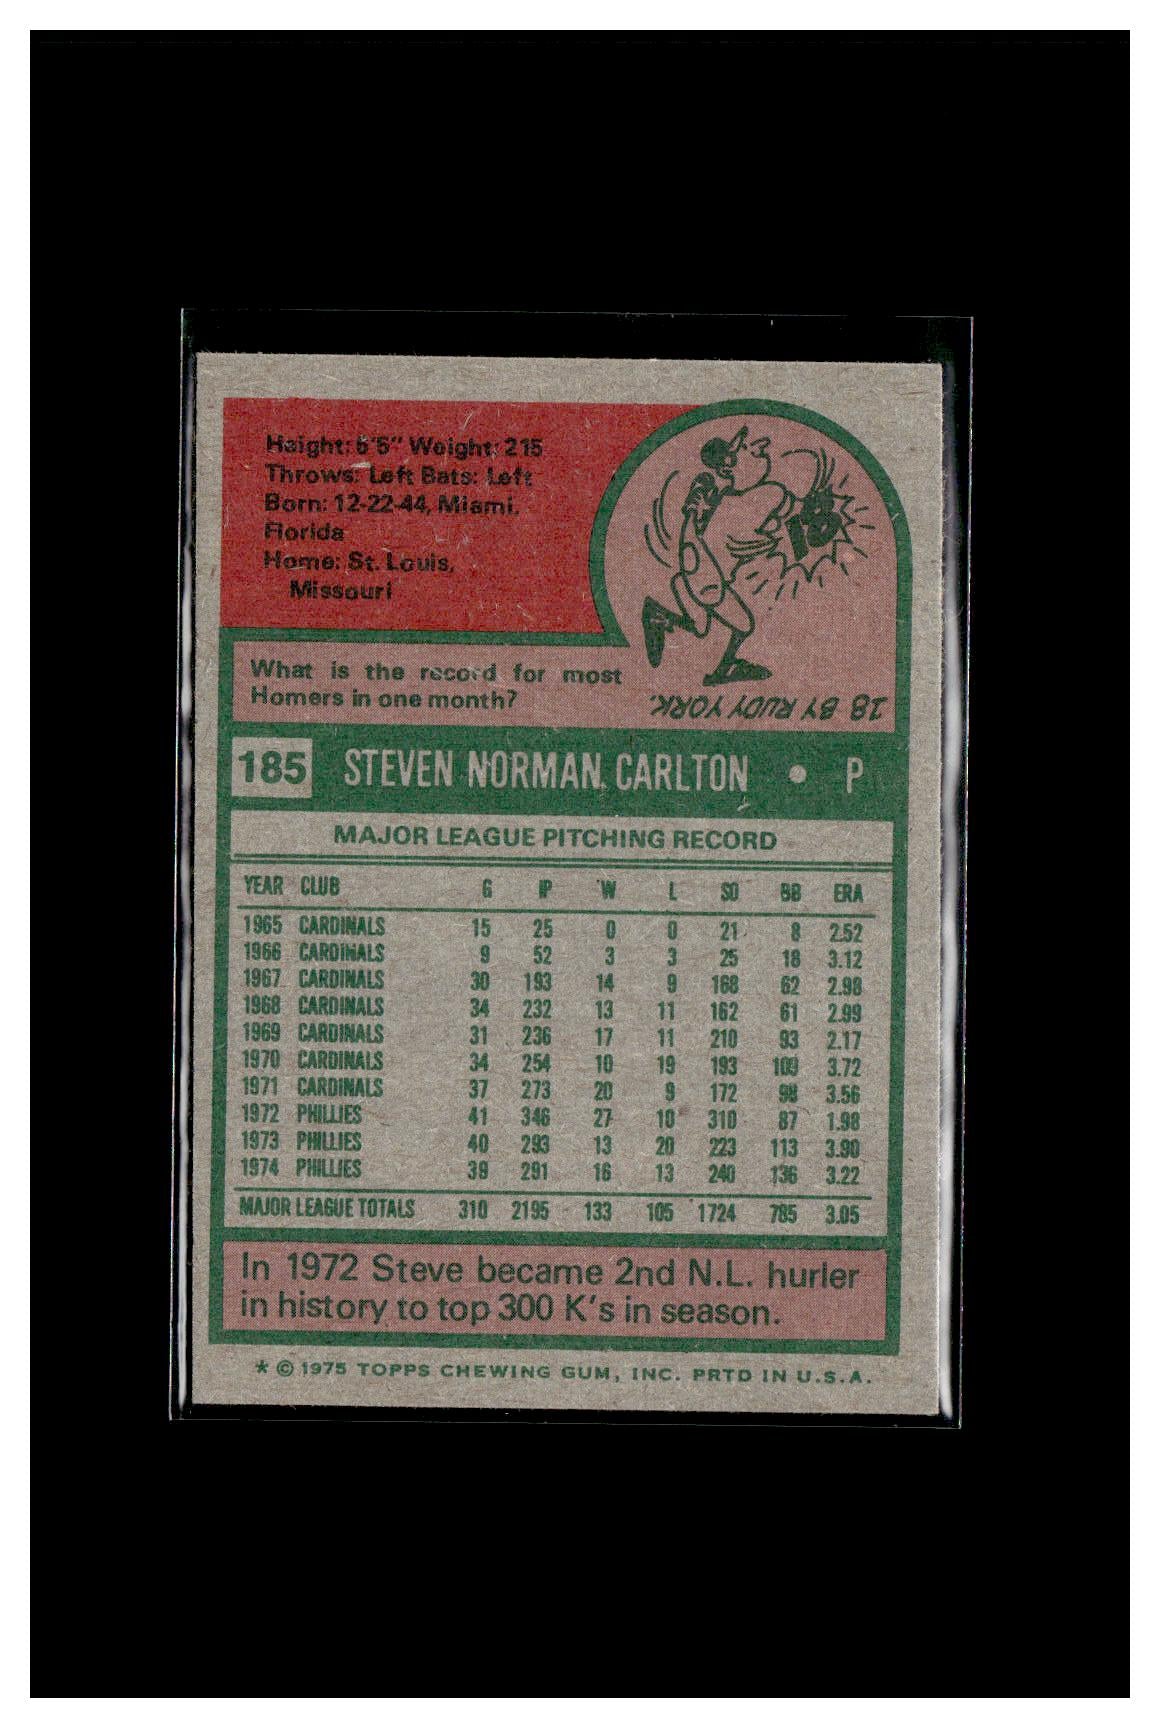 Height: 6'5" Weight: 215
Throws: Left Bats: Left
Born: 12-22-44, Miami,
Florida
Home: St. Louis,
Missouri
What is the record for most
Homers in one month?
18
18 BY RUDY YORK.
185 STEVEN NORMAN CARLTON • P
MAJOR LEAGUE PITCHING RECORD
YEAR CLUB G IP W L SO BB ERA
1965 CARDINALS 15 25 0 0 21 8 2.52
1966 CARDINALS 9 52 3 3 25 18 3.12
1967 CARDINALS 30 193 14 9 168 62 2.98
1968 CARDINALS 34 232 13 11 162 61 2.99
1969 CARDINALS 31 236 17 11 210 93 2.17
1970 CARDINALS 34 254 10 19 193 109 3.72
1971 CARDINALS 37 273 20 9 172 98 3.56
1972 PHILLIES 41 346 27 10 310 87 1.98
1973 PHILLIES 40 293 13 20 223 113 3.90
1974 PHILLIES 39 291 16 13 240 136 3.22
MAJOR LEAGUE TOTALS 310 2195 133 105 1724 785 3.05
In 1972 Steve became 2nd N.L. hurler
in history to top 300 K's in season.
* © 1975 TOPPS CHEWING GUM, INC. PRTD IN U.S.A.